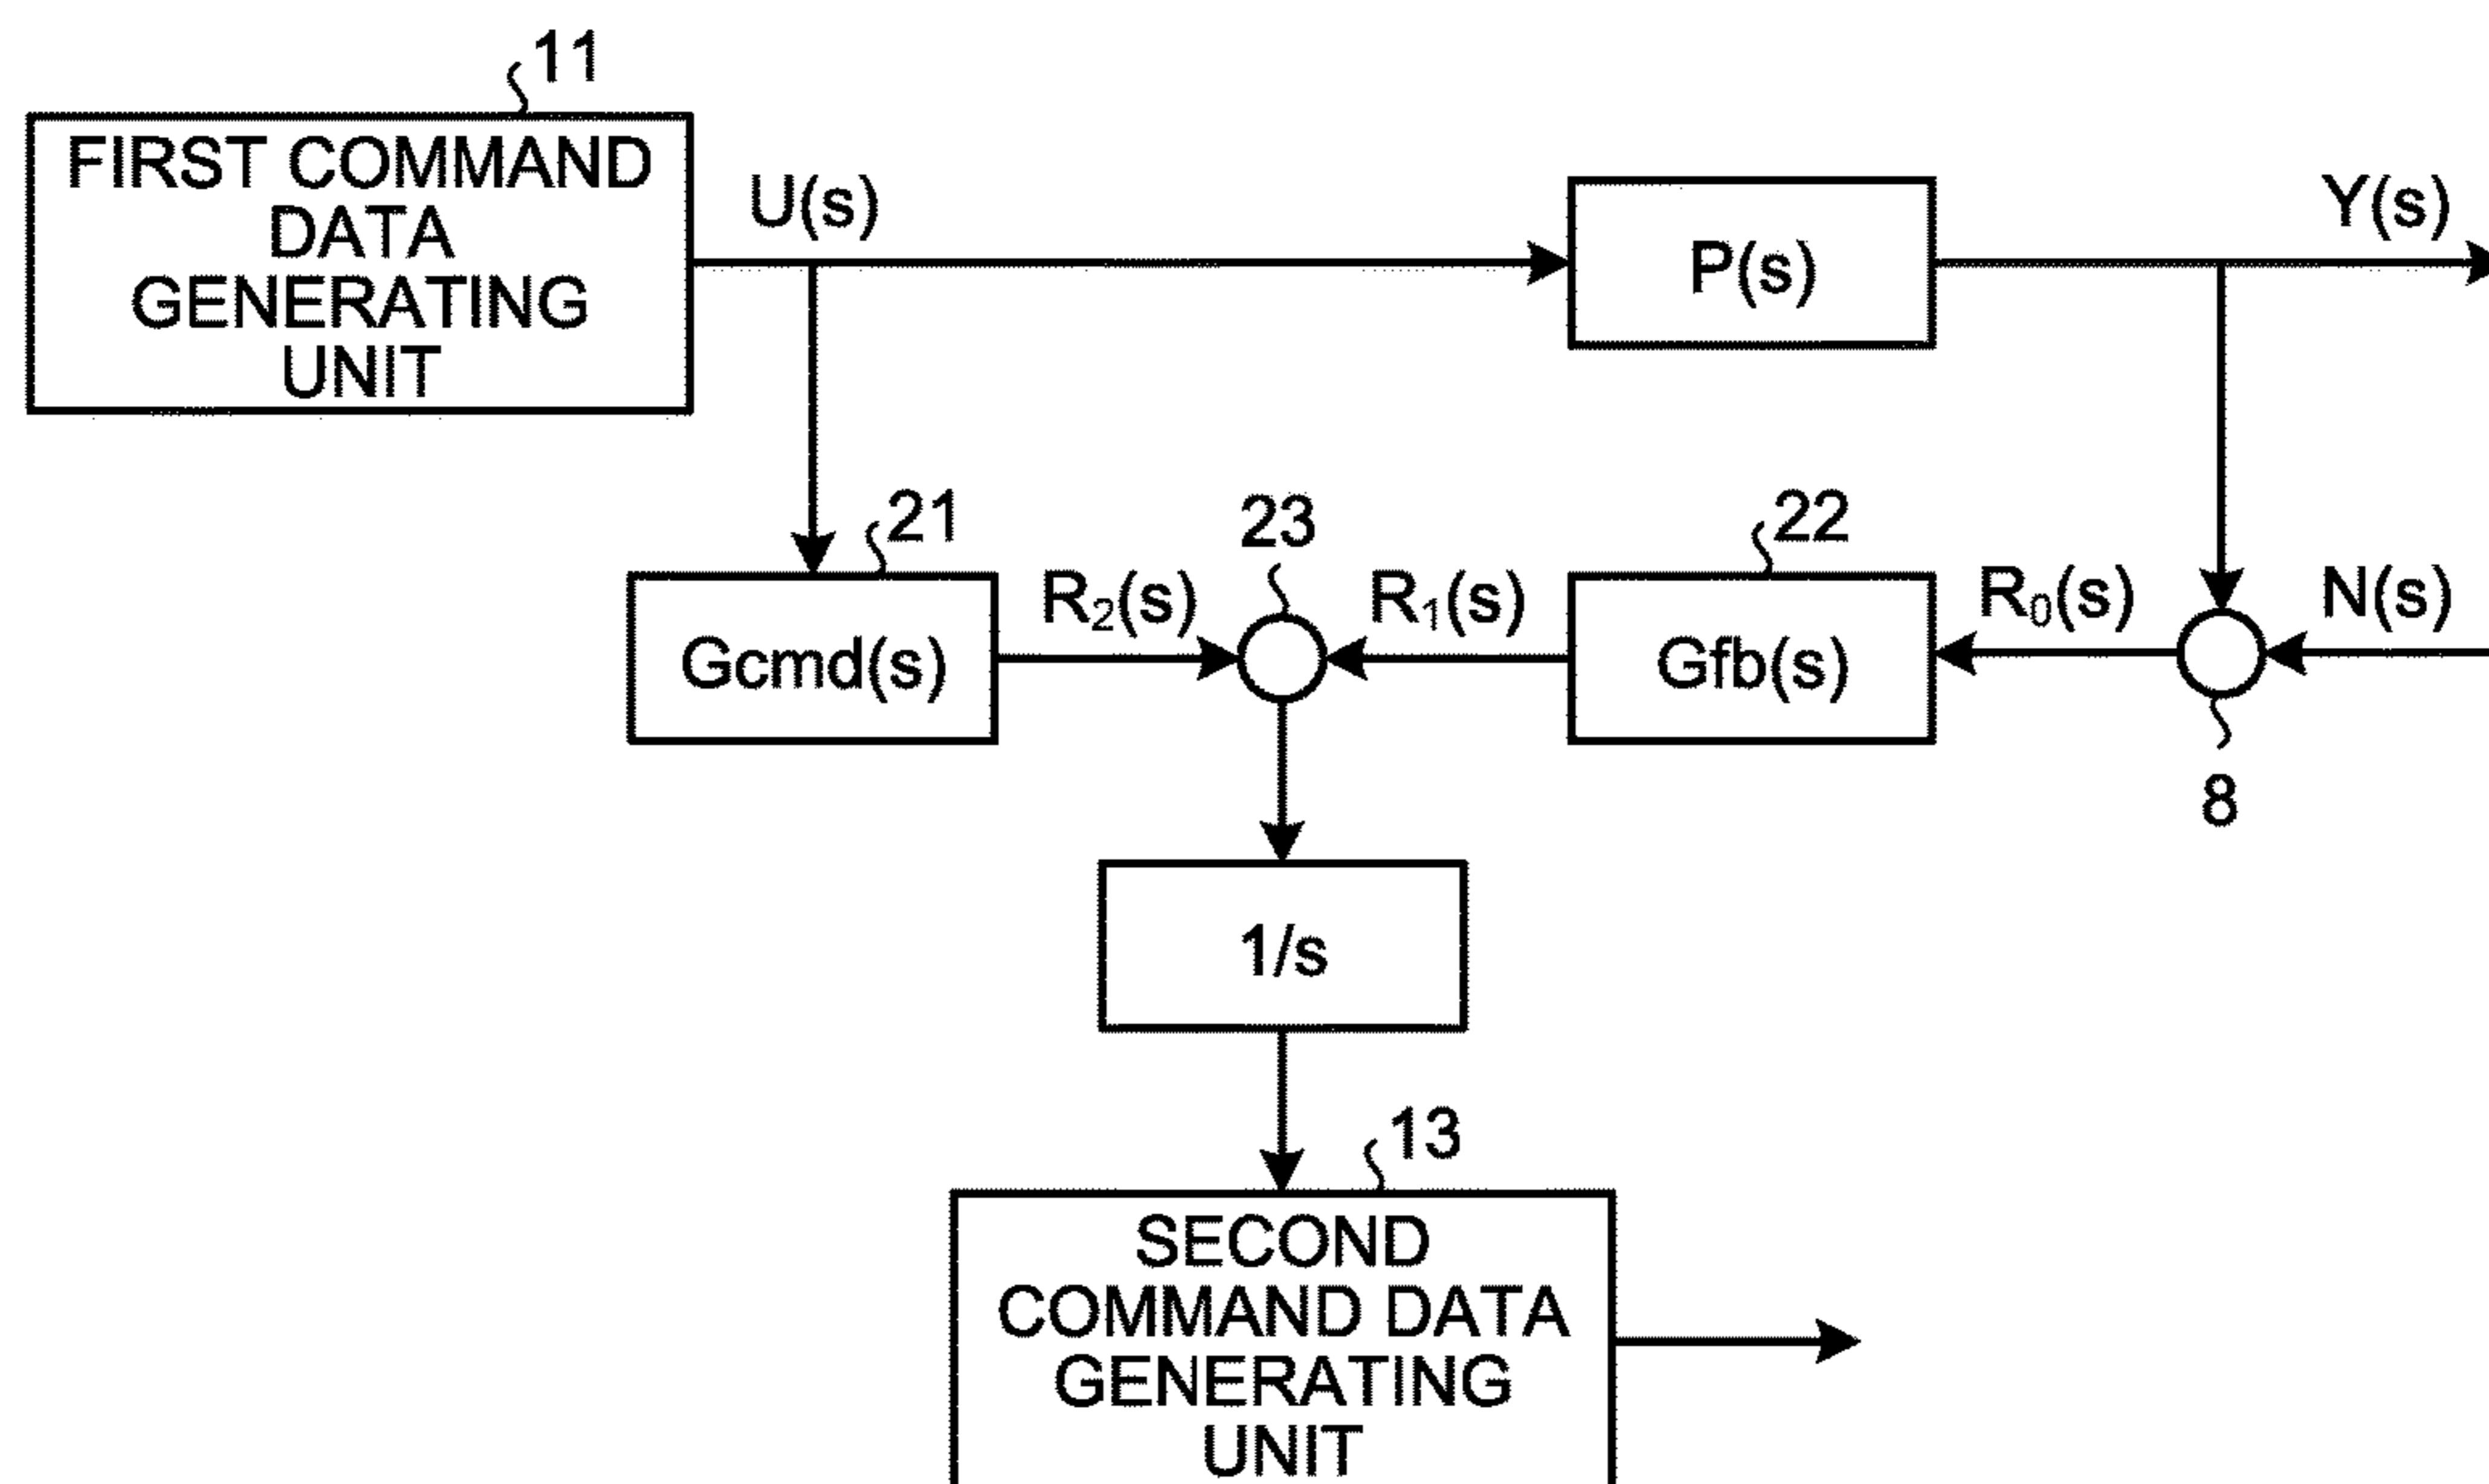 11
FIRST COMMAND
DATA
GENERATING
UNIT
U(s)
P(s)
Y(s)
21
23
22
Gcmd(s)
R₂(s)
R₁(s)
Gfb(s)
R₀(s)
N(s)
8
1/s
13
SECOND
COMMAND DATA
GENERATING
UNIT